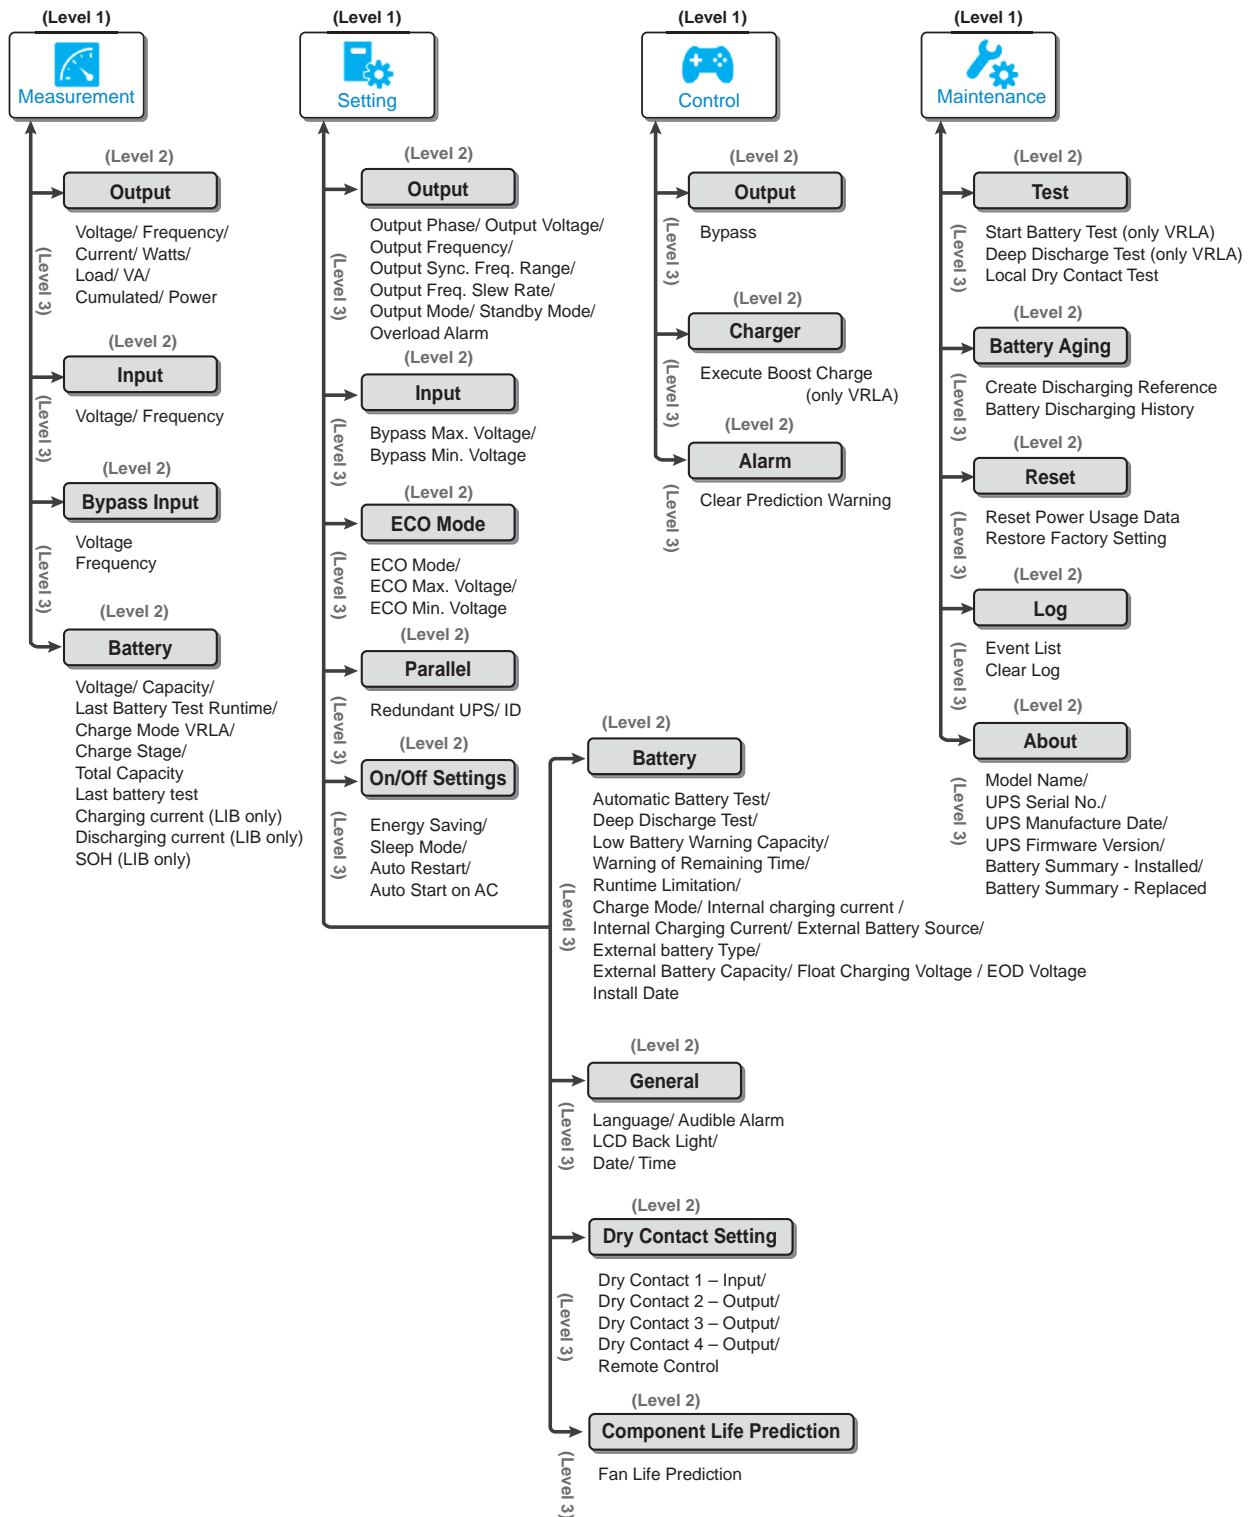 (Level 1)
Measurement
(Level 2)
Output
(Level 3)
Voltage/ Frequency/
Current/ Watts/
Load/ VA/
Cumulated/ Power
(Level 2)
Input
(Level 3)
Voltage/ Frequency
(Level 2)
Bypass Input
(Level 3)
Voltage
Frequency
(Level 2)
Battery
Voltage/ Capacity/
Last Battery Test Runtime/
Charge Mode VRLA/
Charge Stage/
Total Capacity
Last battery test
Charging current (LIB only)
Discharging current (LIB only)
SOH (LIB only)
(Level 1)
Setting
(Level 2)
Output
(Level 3)
Output Phase/ Output Voltage/
Output Frequency/
Output Sync. Freq. Range/
Output Freq. Slew Rate/
Output Mode/ Standby Mode/
Overload Alarm
(Level 2)
Input
(Level 3)
Bypass Max. Voltage/
Bypass Min. Voltage
(Level 2)
ECO Mode
(Level 3)
ECO Mode/
ECO Max. Voltage/
ECO Min. Voltage
(Level 2)
Parallel
(Level 3)
Redundant UPS/ ID
(Level 2)
On/Off Settings
(Level 3)
Energy Saving/
Sleep Mode/
Auto Restart/
Auto Start on AC
(Level 2)
Battery
(Level 3)
Automatic Battery Test/
Deep Discharge Test/
Low Battery Warning Capacity/
Warning of Remaining Time/
Runtime Limitation/
Charge Mode/ Internal charging current /
Internal Charging Current/ External Battery Source/
External battery Type/
External Battery Capacity/ Float Charging Voltage / EOD Voltage
Install Date
(Level 2)
General
(Level 3)
Language/ Audible Alarm
LCD Back Light/
Date/ Time
(Level 2)
Dry Contact Setting
(Level 3)
Dry Contact 1 – Input/
Dry Contact 2 – Output/
Dry Contact 3 – Output/
Dry Contact 4 – Output/
Remote Control
(Level 2)
Component Life Prediction
(Level 3)
Fan Life Prediction
(Level 1)
Control
(Level 2)
Output
(Level 3)
Bypass
(Level 2)
Charger
(Level 3)
Execute Boost Charge
(only VRLA)
(Level 2)
Alarm
(Level 3)
Clear Prediction Warning
(Level 1)
Maintenance
(Level 2)
Test
(Level 3)
Start Battery Test (only VRLA)
Deep Discharge Test (only VRLA)
Local Dry Contact Test
(Level 2)
Battery Aging
(Level 3)
Create Discharging Reference
Battery Discharging History
(Level 2)
Reset
(Level 3)
Reset Power Usage Data
Restore Factory Setting
(Level 2)
Log
(Level 3)
Event List
Clear Log
(Level 2)
About
(Level 3)
Model Name/
UPS Serial No./
UPS Manufacture Date/
UPS Firmware Version/
Battery Summary - Installed/
Battery Summary - Replaced